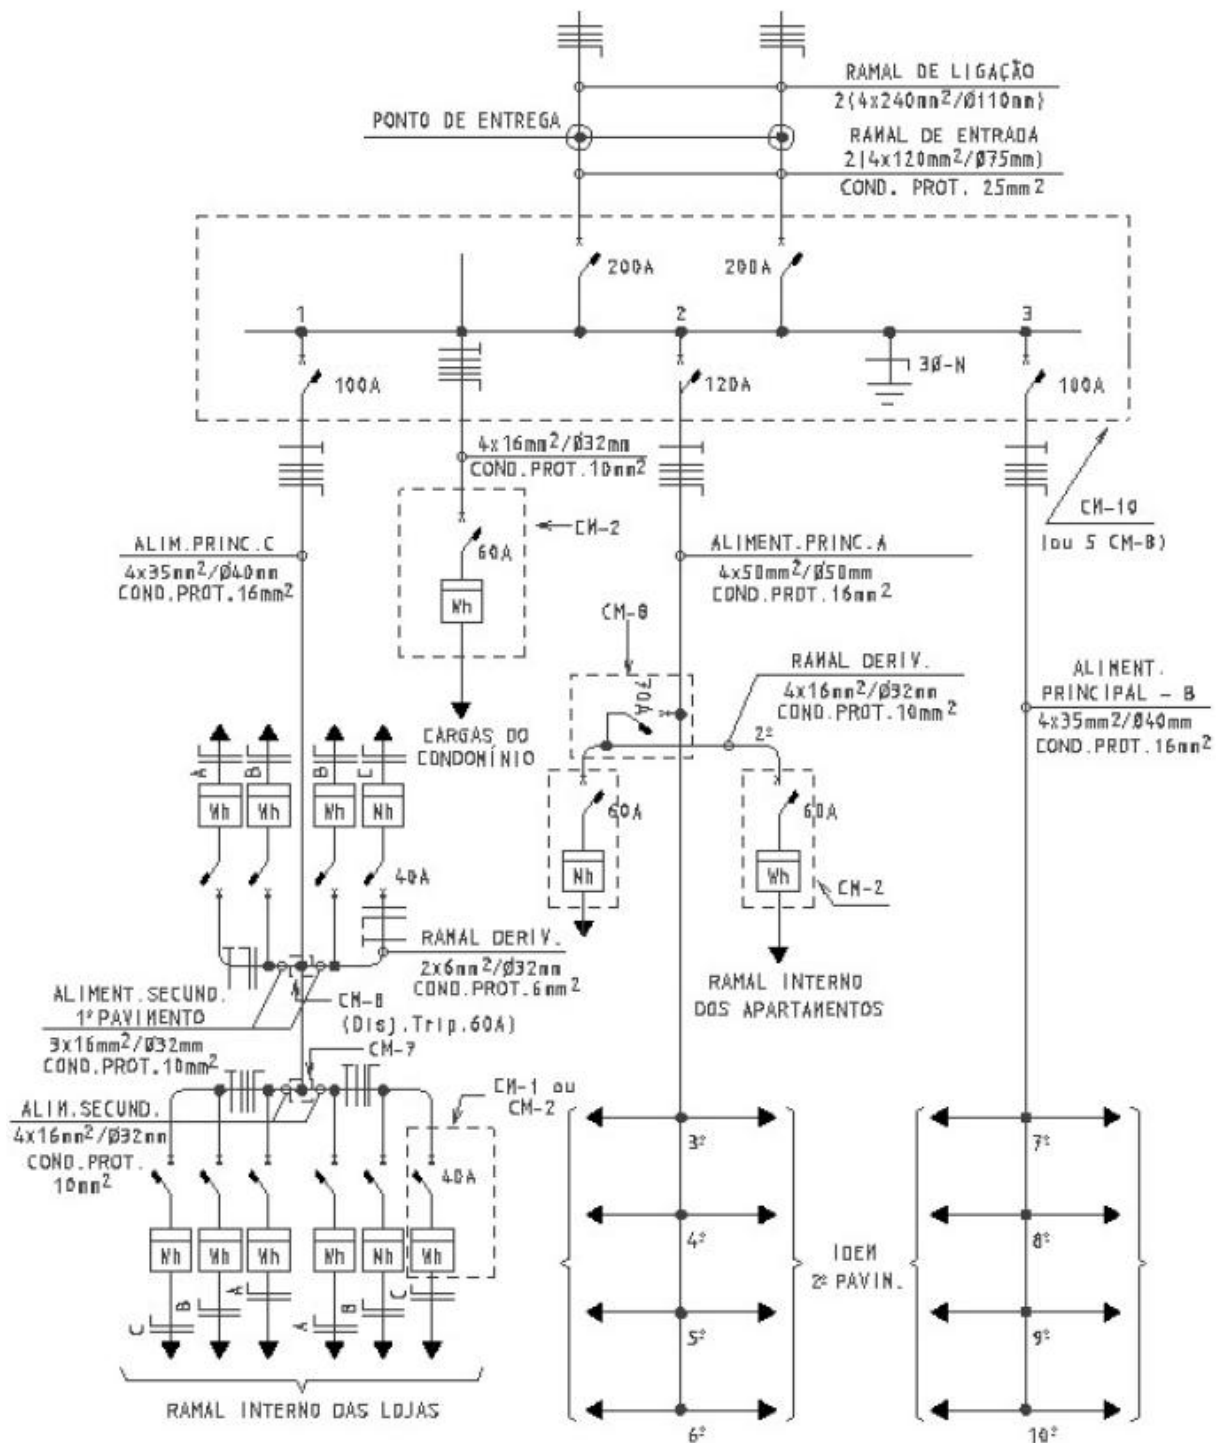 RAMAL DE LIGAÇÃO
2(4x240mm²/Ø110mm)
PONTO DE ENTREGA
RAMAL DE ENTRADA
2(4x120mm²/Ø75mm)
COND. PROT. 25mm²
200A
200A
1
2
3
100A
120A
3Ø-N
100A
4x16mm²/Ø32mm
COND.PROT.10mm²
CM-2
CM-10
(ou 5 CM-8)
ALIM.PRINC.C
4x35mm²/Ø40mm
COND.PROT.16mm²
60A
Wh
ALIMENT.PRINC.A
4x50mm²/Ø50mm
COND.PROT.16mm²
CM-8
70A
RAMAL DERIV.
4x16mm²/Ø32mm
COND.PROT.10mm²
2º
ALIMENT.
PRINCIPAL - B
4x35mm²/Ø40mm
COND.PROT.16mm²
CARGAS DO
CONDOMÍNIO
A
B
B
C
Wh
Wh
Wh
Wh
40A
60A
60A
Wh
Wh
CM-2
RAMAL DERIV.
2x6mm²/Ø32mm
COND.PROT.6mm²
RAMAL INTERNO
DOS APARTAMENTOS
ALIMENT.SECUND.
1º PAVIMENTO
3x16mm²/Ø32mm
COND.PROT.10mm²
CM-8
(Disj.Trip.60A)
CM-7
CM-1 ou
CM-2
ALIM.SECUND.
4x16mm²/Ø32mm
COND.PROT.
10mm²
40A
Wh
Wh
Wh
Wh
Wh
Wh
C
B
A
A
B
C
RAMAL INTERNO DAS LOJAS
3º
4º
5º
6º
IDEM
2º PAVIM.
7º
8º
9º
10º